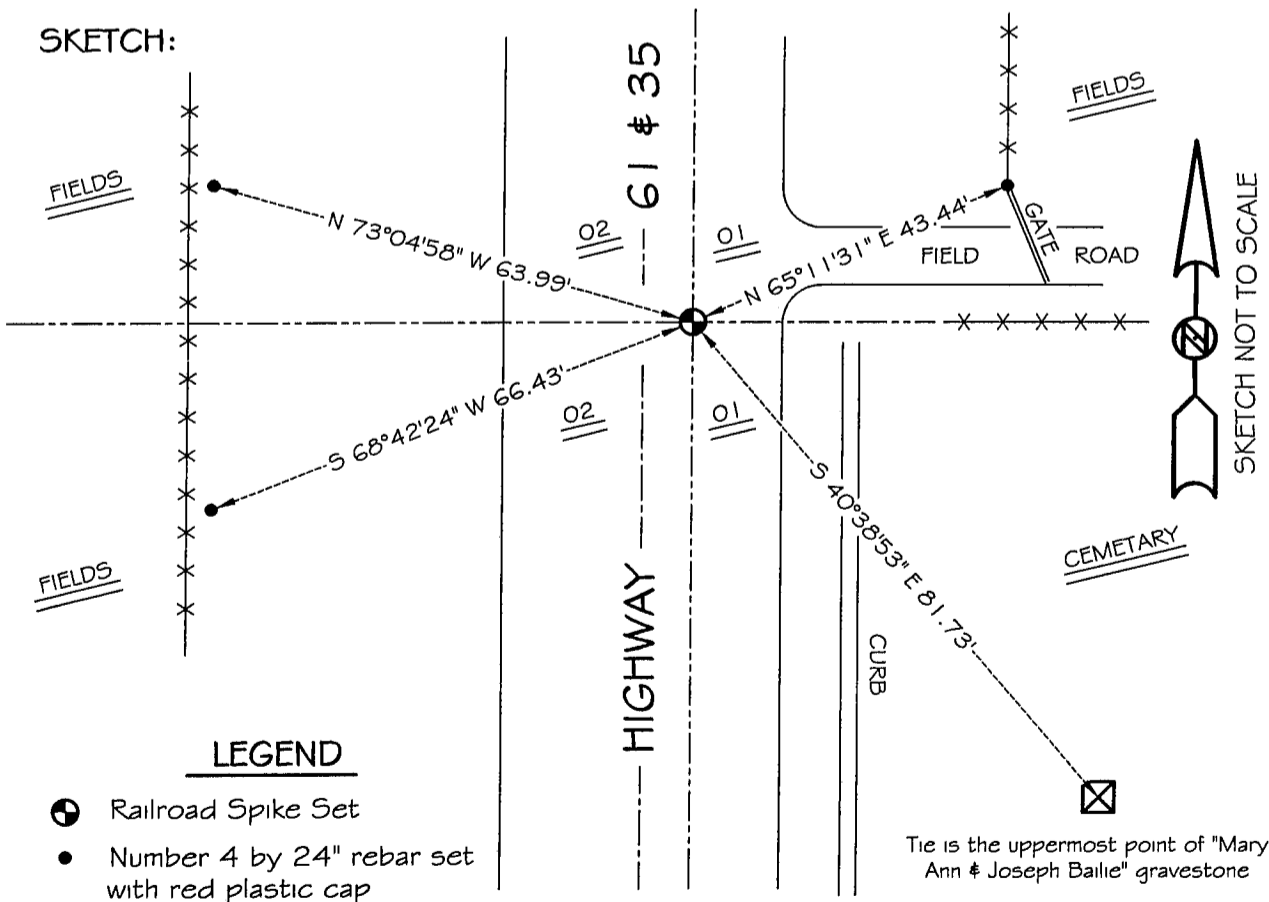 SKETCH:
HIGHWAY 61 & 35
FIELDS
FIELDS
N 73°04'58" W 63.99'
02
01
N 65°11'31" E 43.44'
GATE
FIELD ROAD
SKETCH NOT TO SCALE
N
S 68°42'24" W 66.43'
02
01
S 40°38'53" E 81.73'
CEMETARY
FIELDS
CURB
LEGEND
Railroad Spike Set
Number 4 by 24" rebar set
with red plastic cap
Tie is the uppermost point of "Mary
Ann & Joseph Bailie" gravestone